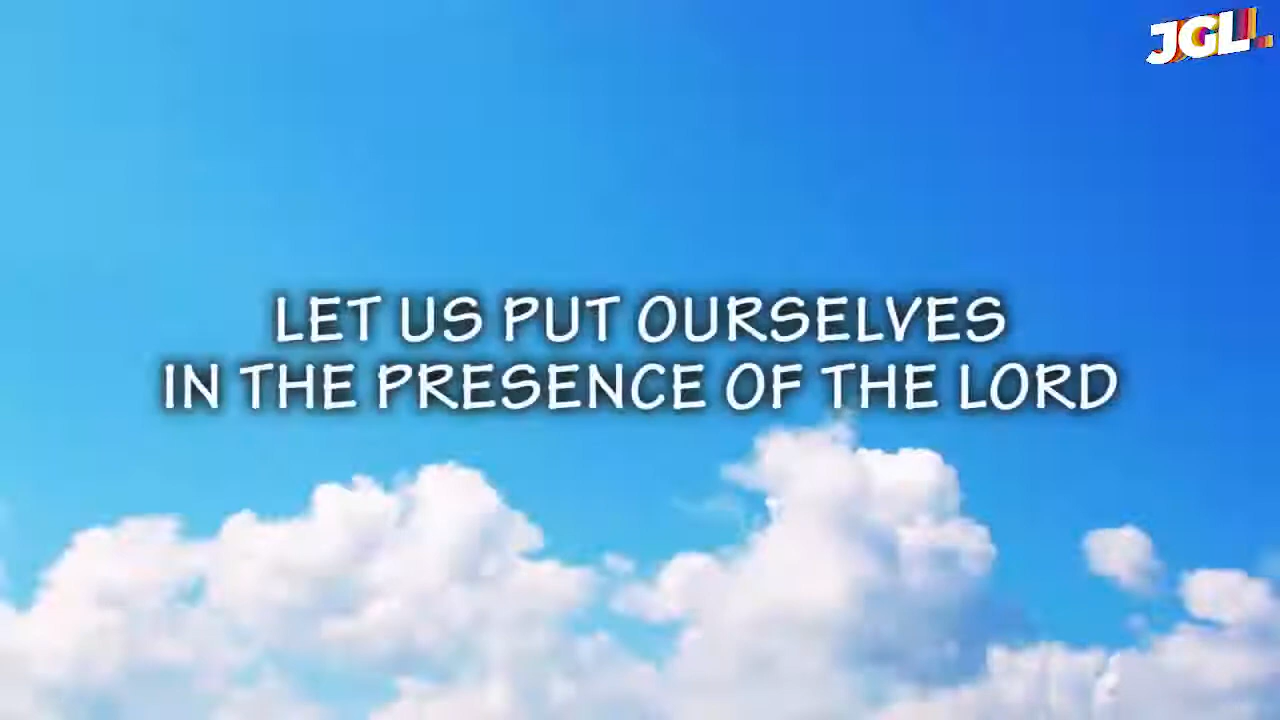 JGL.
LET US PUT OURSELVES
IN THE PRESENCE OF THE LORD